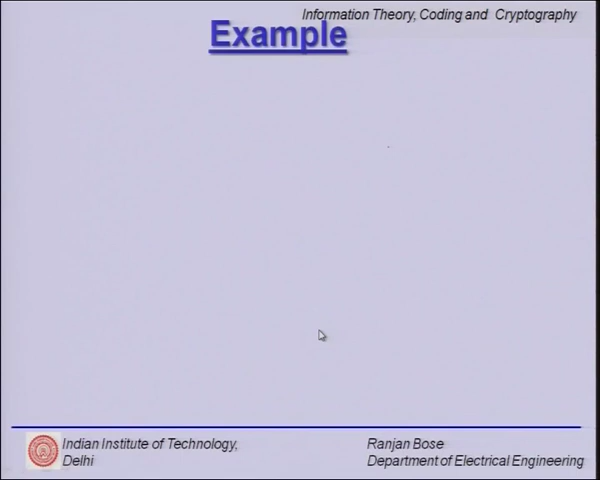 Information Theory, Coding and Cryptography
Example
Indian Institute of Technology,
Delhi
Ranjan Bose
Department of Electrical Engineering